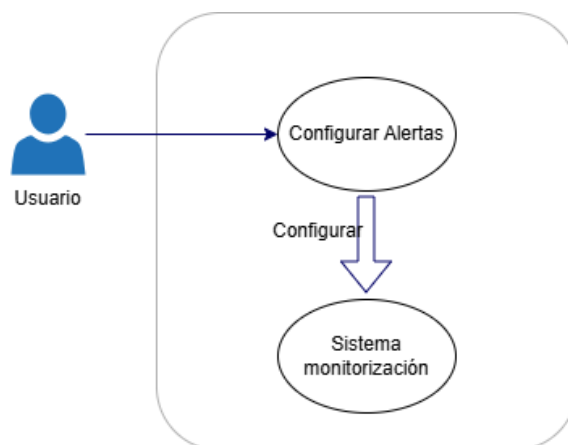 Configurar Alertas
Usuario
Configurar
Sistema
monitorización